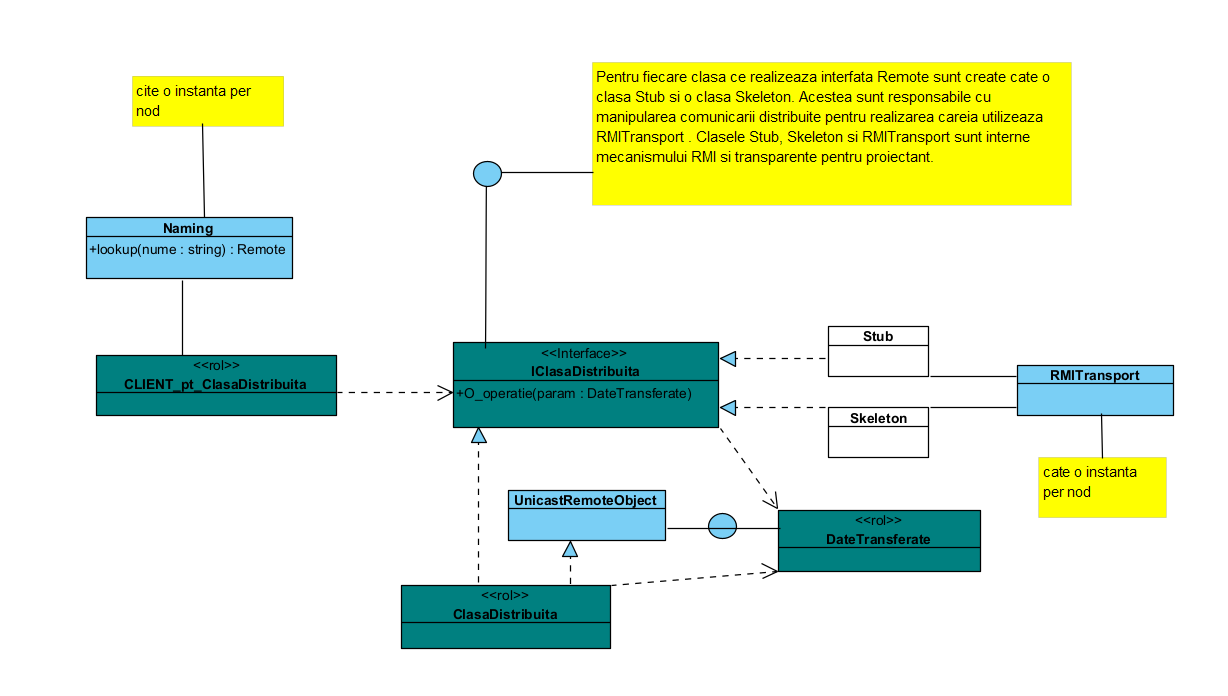 cite o instanta per
nod
Pentru fiecare clasa ce realizeaza interfata Remote sunt create cate o
clasa Stub si o clasa Skeleton. Acestea sunt responsabile cu
manipularea comunicarii distribuite pentru realizarea careia utilizeaza
RMITransport . Clasele Stub, Skeleton si RMITransport sunt interne
mecanismului RMI si transparente pentru proiectant.
Naming
+lookup(nume : string) : Remote
<<rol>>
CLIENT_pt_ClasaDistribuita
<<Interface>>
IClasaDistribuita
+O_operatie(param : DateTransferate)
Stub
Skeleton
RMITransport
cate o instanta
per nod
UnicastRemoteObject
<<rol>>
DateTransferate
<<rol>>
ClasaDistribuita